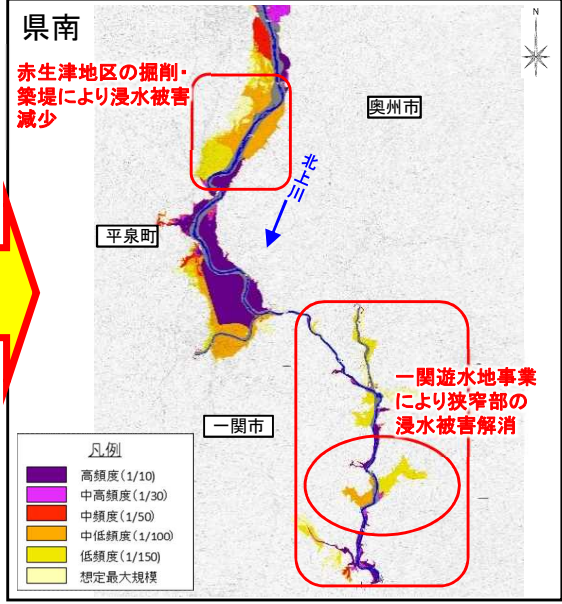 県南
N
赤生津地区の掘削・
築堤により浸水被害
減少
奥州市
北上川
平泉町
一関遊水地事業
により狭窄部の
浸水被害解消
一関市
凡例
高頻度(1/10)
中高頻度(1/30)
中頻度(1/50)
中低頻度(1/100)
低頻度(1/150)
想定最大規模